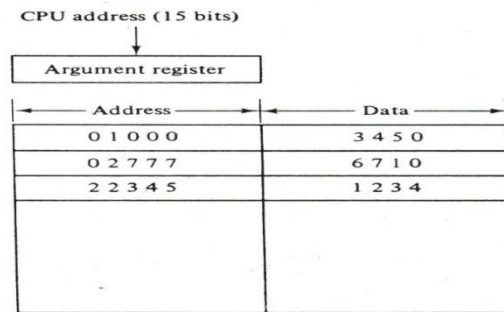 CPU address (15 bits)
Argument register
Address Data
0 1 0 0 0 3 4 5 0
0 2 7 7 7 6 7 1 0
2 2 3 4 5 1 2 3 4